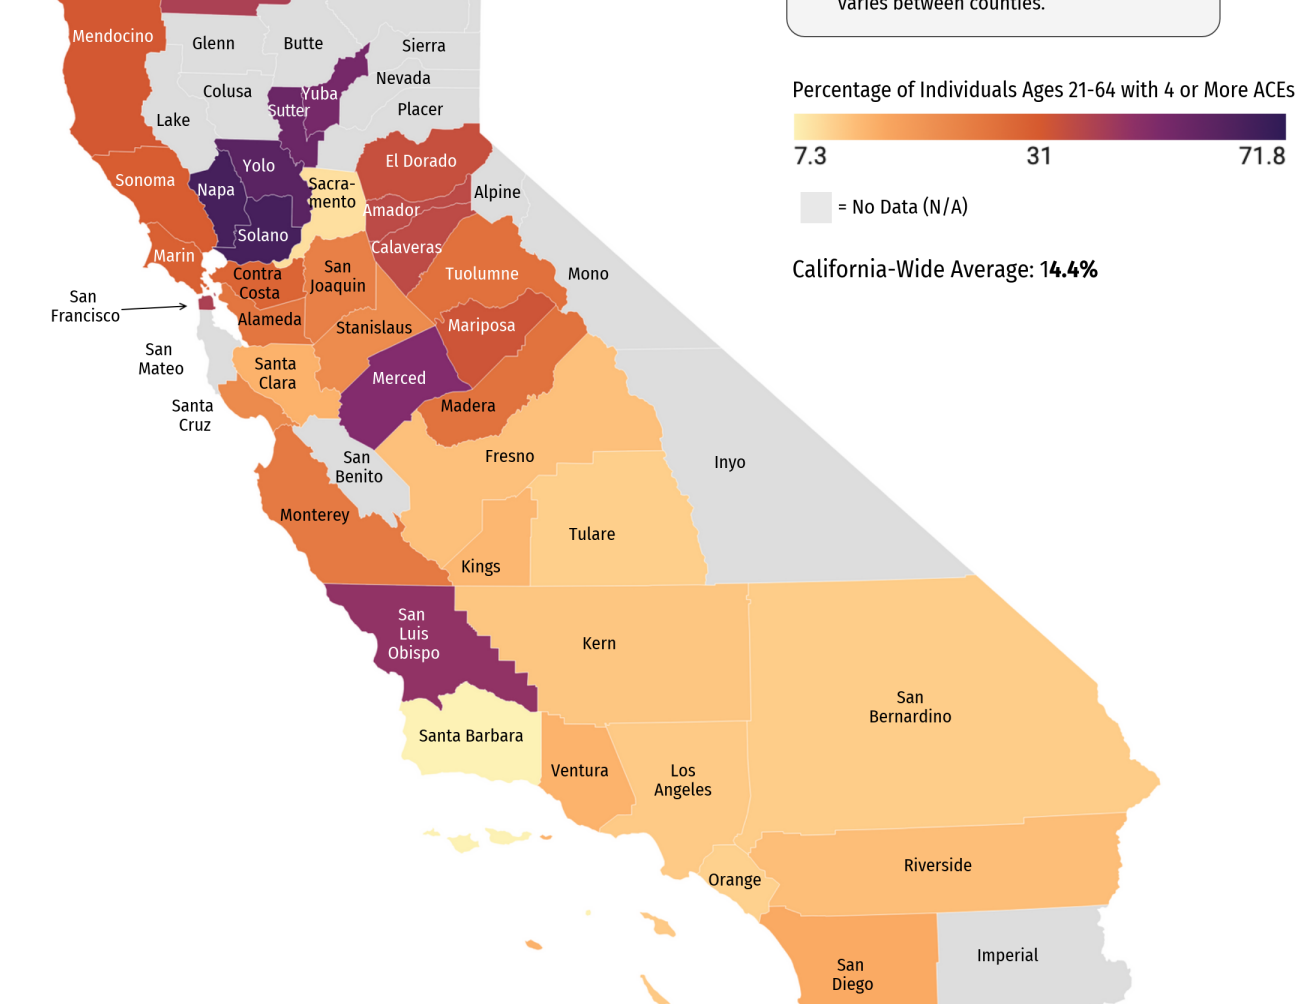 varies between counties.
Percentage of Individuals Ages 21-64 with 4 or More ACEs
7.3 31 71.8
= No Data (N/A)
California-Wide Average: 14.4%
Mendocino
Glenn
Butte
Sierra
Nevada
Colusa
Yuba
Sutter
Placer
Lake
Yolo
El Dorado
Sonoma
Napa
Sacra-
mento
Alpine
Amador
Solano
Calaveras
Marin
Contra
Costa
San
Joaquin
Tuolumne
Mono
San
Francisco
Alameda
Stanislaus
Mariposa
San
Mateo
Santa
Clara
Merced
Santa
Cruz
Madera
San
Benito
Fresno
Inyo
Monterey
Tulare
Kings
San
Luis
Obispo
Kern
San
Bernardino
Santa Barbara
Ventura
Los
Angeles
Orange
Riverside
San
Diego
Imperial